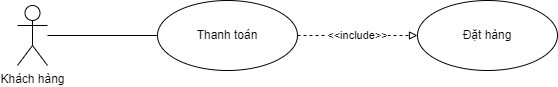 Thanh toán
<<include>>
Đặt hàng
Khách hàng